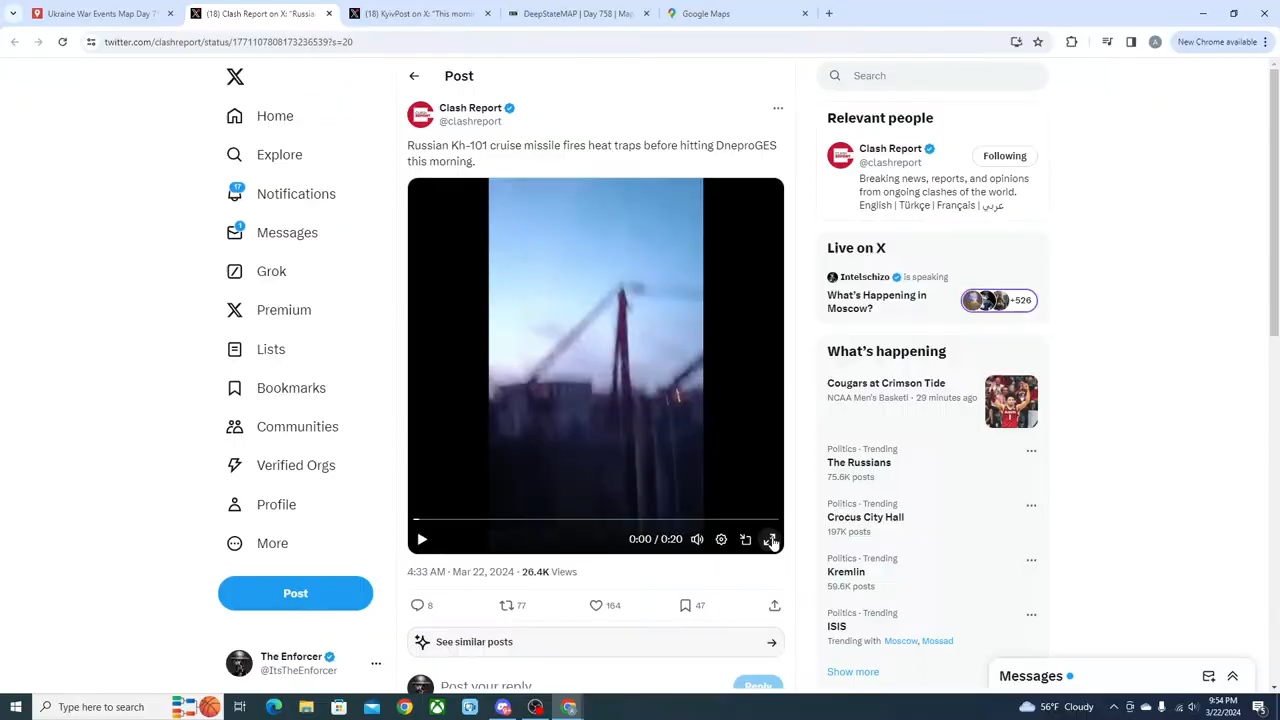 Ukraine War Events Map Day 7
(18) Clash Report on X: "Russia
(18) KyivPost on X: "This morni
DeepStateMAP | Day 758 | Map
Google Maps
twitter.com/clashreport/status/1771107808173236539?s=20
New Chrome available
Home
Explore
17
Notifications
1
Messages
Grok
Premium
Lists
Bookmarks
Communities
Verified Orgs
Profile
More
Post
The Enforcer
@ItsTheEnforcer
Post
Clash Report
@clashreport
Russian Kh-101 cruise missile fires heat traps before hitting DneproGES
this morning.
0:00 / 0:20
4:33 AM · Mar 22, 2024 · 26.4K Views
8
77
164
47
See similar posts
Post your reply
Reply
Search
Relevant people
Clash Report
@clashreport
Following
Breaking news, reports, and opinions
from ongoing clashes of the world.
English | Türkçe | Français | عربي
Live on X
Intelschizo is speaking
What's Happening in
Moscow?
+526
What's happening
Cougars at Crimson Tide
NCAA Men's Basketl · 29 minutes ago
Politics · Trending
The Russians
75.6K posts
Politics · Trending
Crocus City Hall
197K posts
Politics · Trending
Kremlin
59.6K posts
Politics · Trending
ISIS
Trending with Moscow, Mossad
Show more
Messages
Type here to search
56°F Cloudy
9:54 PM
3/22/2024